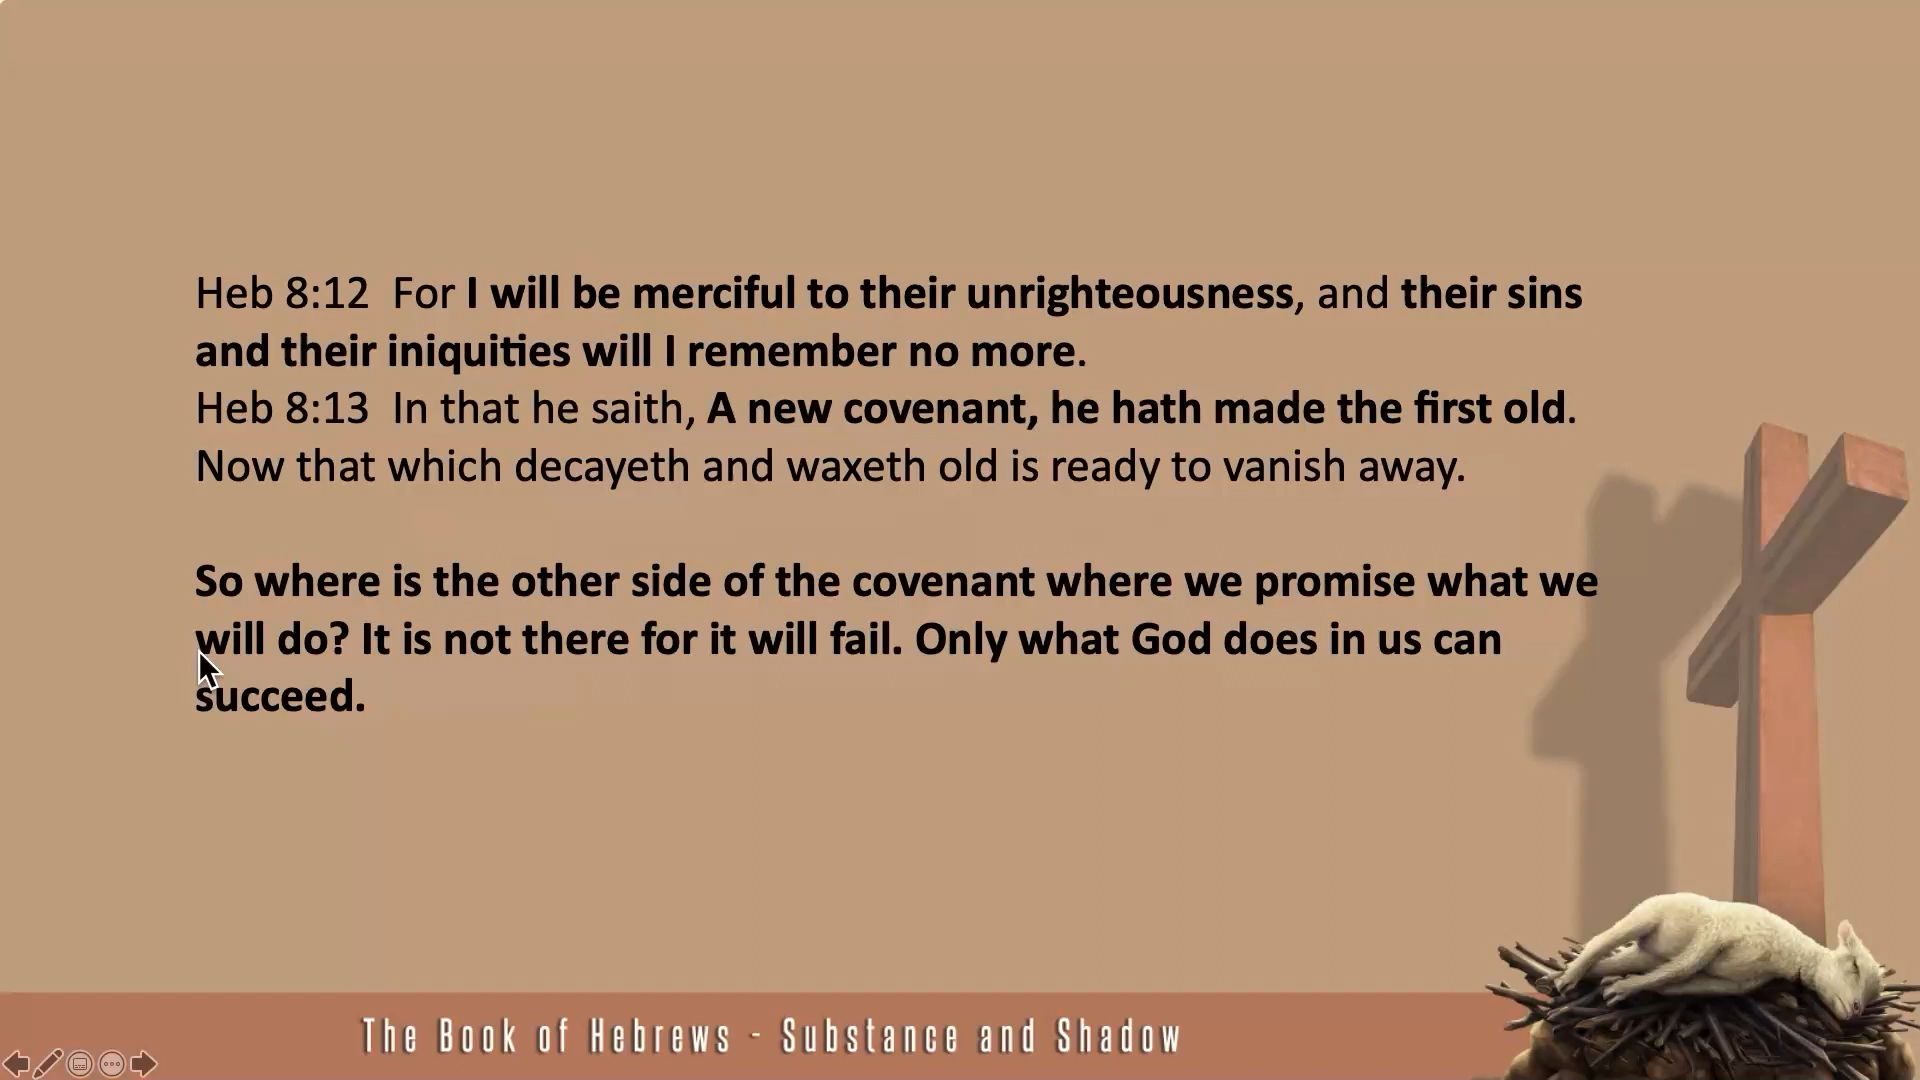 Heb 8:12  For I will be merciful to their unrighteousness, and their sins
and their iniquities will I remember no more.
Heb 8:13  In that he saith, A new covenant, he hath made the first old.
Now that which decayeth and waxeth old is ready to vanish away.
So where is the other side of the covenant where we promise what we
will do? It is not there for it will fail. Only what God does in us can
succeed.
The Book of Hebrews - Substance and Shadow